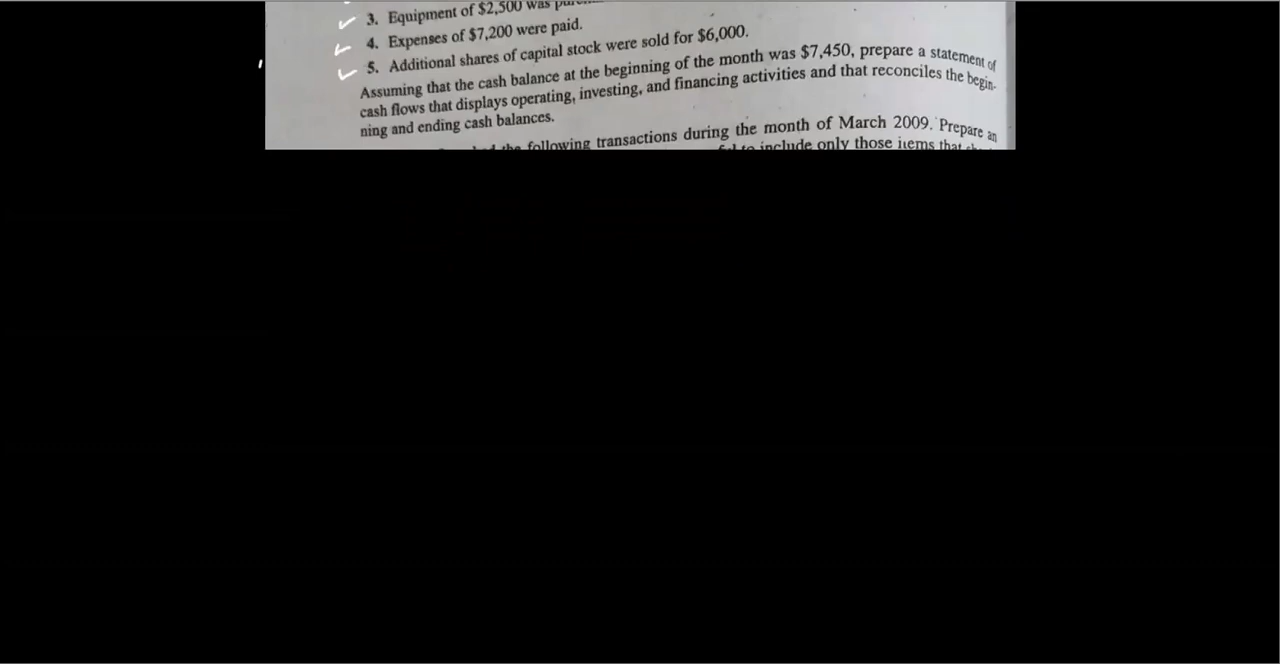 3. Equipment of $2,500 was
4. Expenses of $7,200 were paid.
5. Additional shares of capital stock were sold for $6,000.
Assuming that the cash balance at the beginning of the month was $7,450, prepare a statement of
cash flows that displays operating, investing, and financing activities and that reconciles the begin-
ning and ending cash balances.
the following transactions during the month of March 2009. Prepare an
to include only those items that